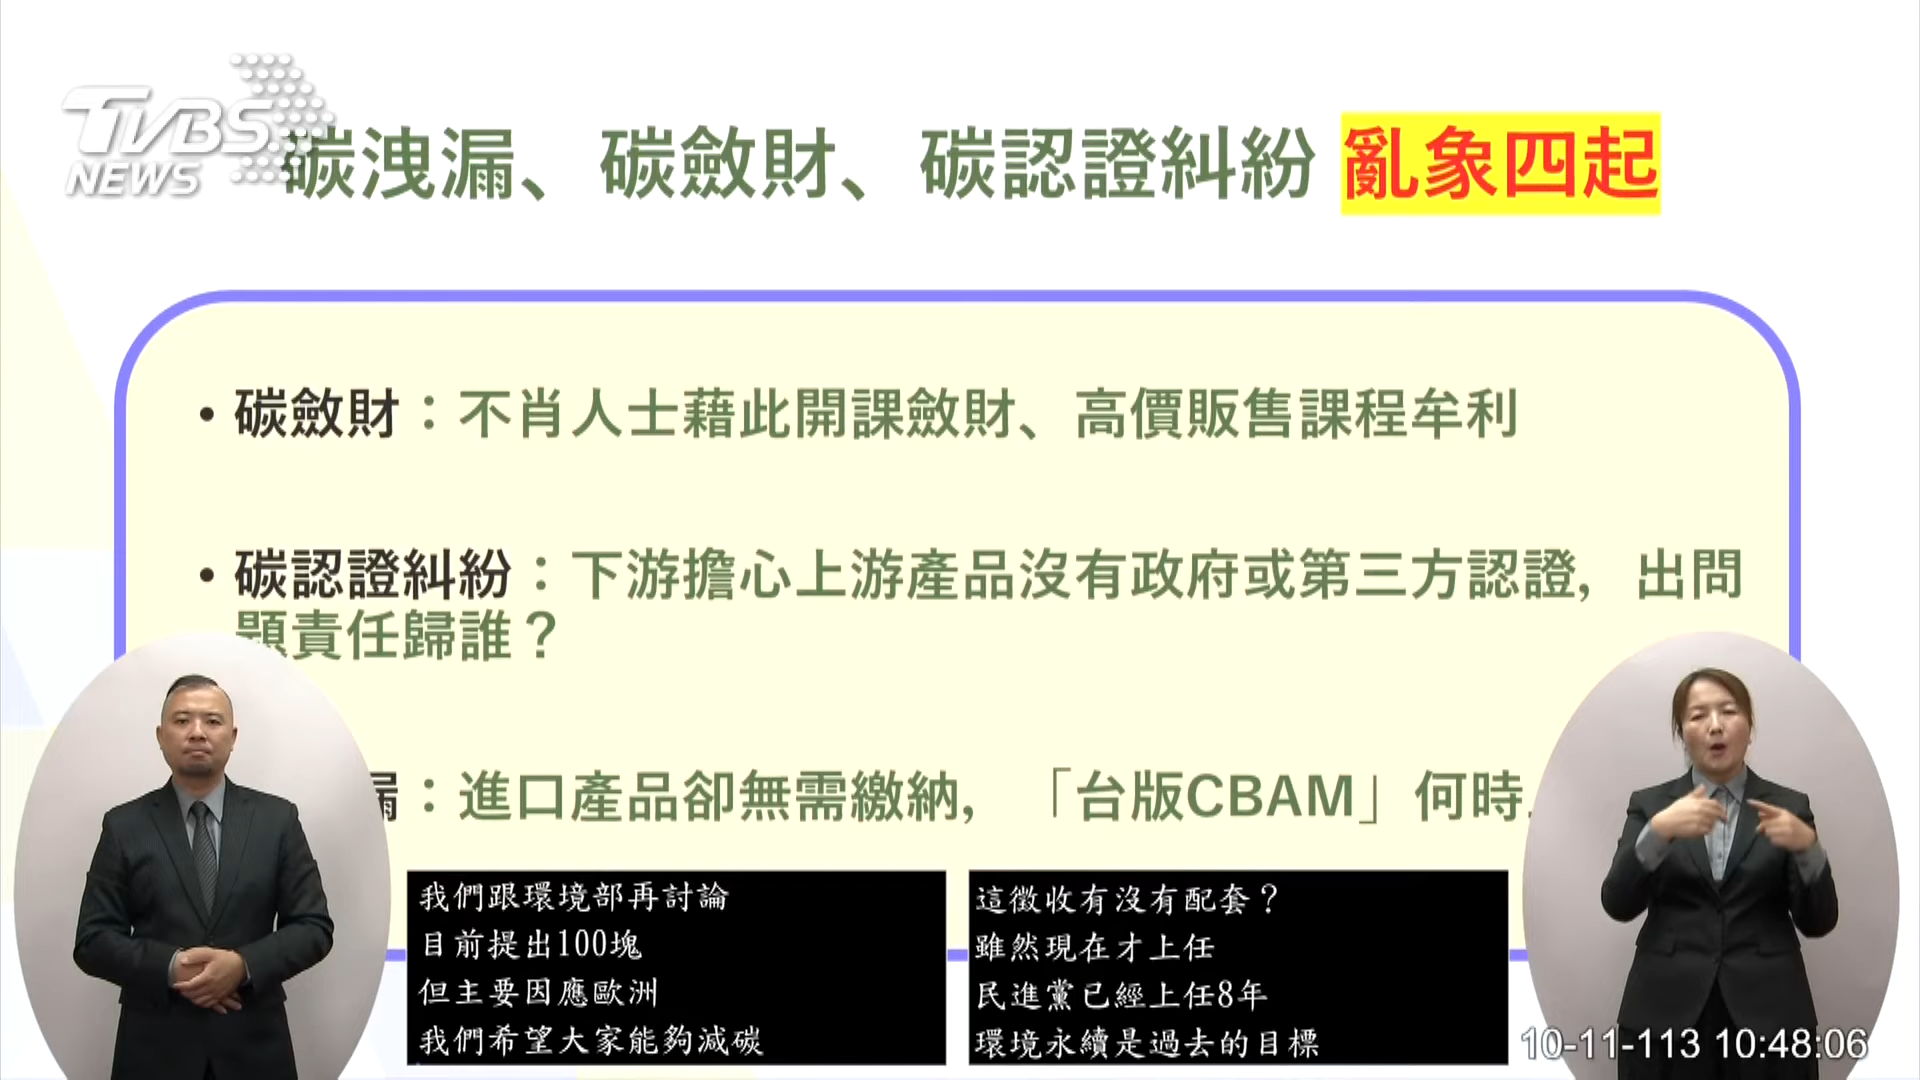 TVBS
NEWS
碳洩漏、碳斂財、碳認證糾紛 亂象四起
• 碳斂財：不肖人士藉此開課斂財、高價販售課程牟利
• 碳認證糾紛：下游擔心上游產品沒有政府或第三方認證，出問
題責任歸誰？
漏：進口產品卻無需繳納，「台版CBAM」何時
我們跟環境部再討論
目前提出100塊
但主要因應歐洲
我們希望大家能夠減碳
這徵收有沒有配套？
雖然現在才上任
民進黨已經上任8年
環境永續是過去的目標
10-11-113 10:48:06